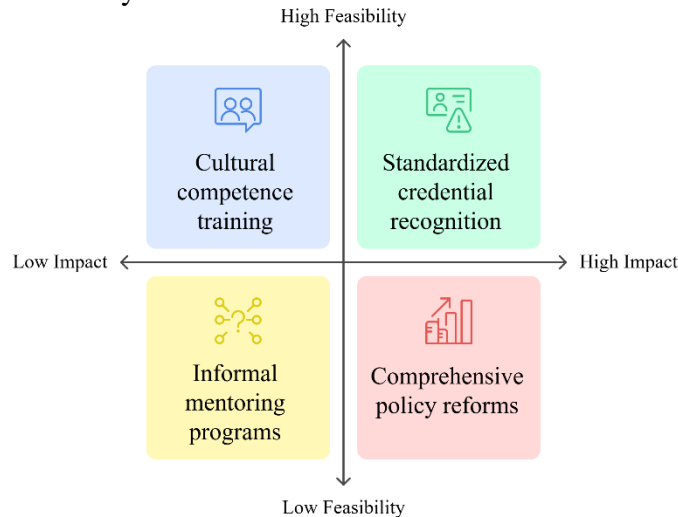 High Feasibility
Cultural
competence
training
Standardized
credential
recognition
Low Impact
High Impact
Informal
mentoring
programs
Comprehensive
policy reforms
Low Feasibility